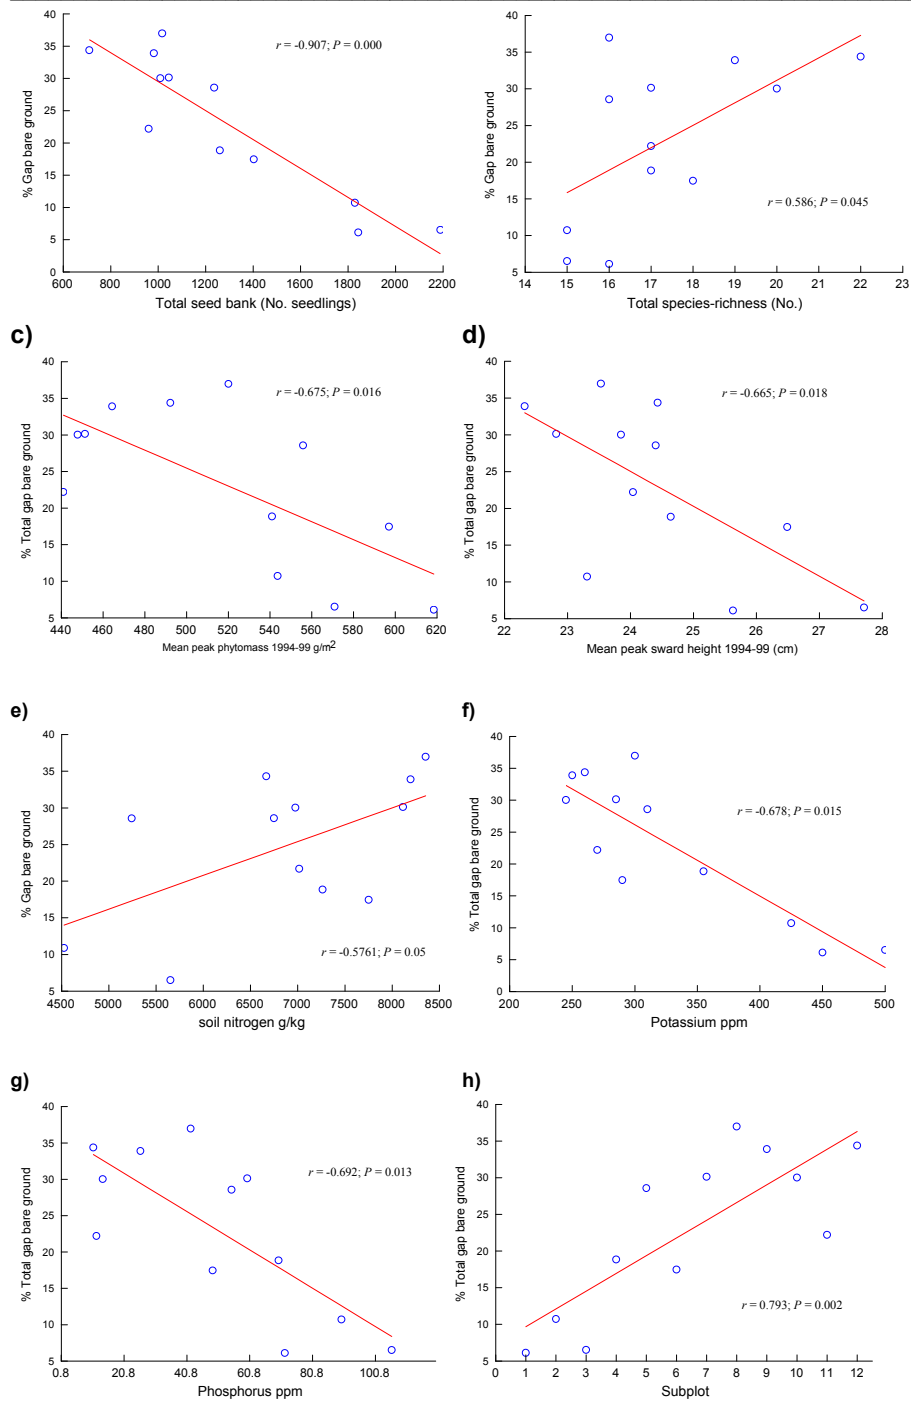 40
35
30
25
20
15
10
5
0
% Gap bare ground
r = -0.907; P = 0.000
600 800 1000 1200 1400 1600 1800 2000 2200
Total seed bank (No. seedlings)
40
35
30
25
20
15
10
5
% Gap bare ground
r = 0.586; P = 0.045
14 15 16 17 18 19 20 21 22 23
Total species-richness (No.)
c)
40
35
30
25
20
15
10
5
% Total gap bare ground
r = -0.675; P = 0.016
440 460 480 500 520 540 560 580 600 620
Mean peak phytomass 1994-99 g/m2
d)
40
35
30
25
20
15
10
5
% Total gap bare ground
r = -0.665; P = 0.018
22 23 24 25 26 27 28
Mean peak sward height 1994-99 (cm)
e)
40
35
30
25
20
15
10
5
% Gap bare ground
r = -0.5761; P = 0.05
4500 5000 6000 6500 7000 7500 8000 8500
soil nitrogen g/kg
f)
40
35
30
25
20
15
10
5
0
% Total gap bare ground
r = -0.678; P = 0.015
200 250 300 350 400 450 500
Potassium ppm
g)
40
35
30
25
20
15
10
5
% Total gap bare ground
r = -0.692; P = 0.013
0.8 20.8 40.8 60.8 80.8 100.8
Phosphorus ppm
h)
40
35
30
25
20
15
10
5
% Total gap bare ground
r = 0.793; P = 0.002
0 1 2 3 4 5 6 7 8 9 10 11 12
Subplot